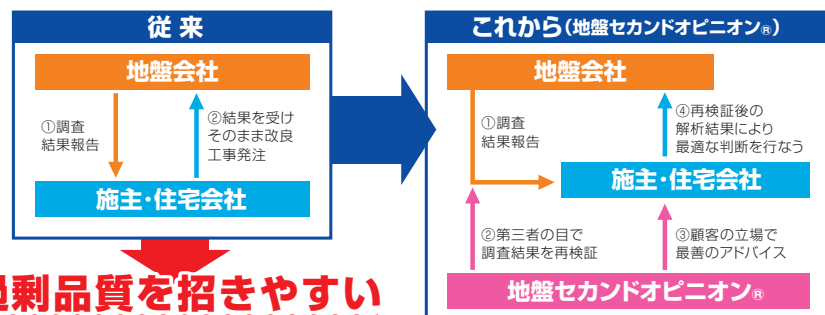 従来
地盤会社
①調査
結果報告
②結果を受け
そのまま改良
工事発注
施主・住宅会社
過剰品質を招きやすい
これから(地盤セカンドオピニオン®)
地盤会社
①調査
結果報告
④再検証後の
解析結果により
最適な判断を行なう
施主・住宅会社
②第三者の目で
調査結果を再検証
③顧客の立場で
最善のアドバイス
地盤セカンドオピニオン®